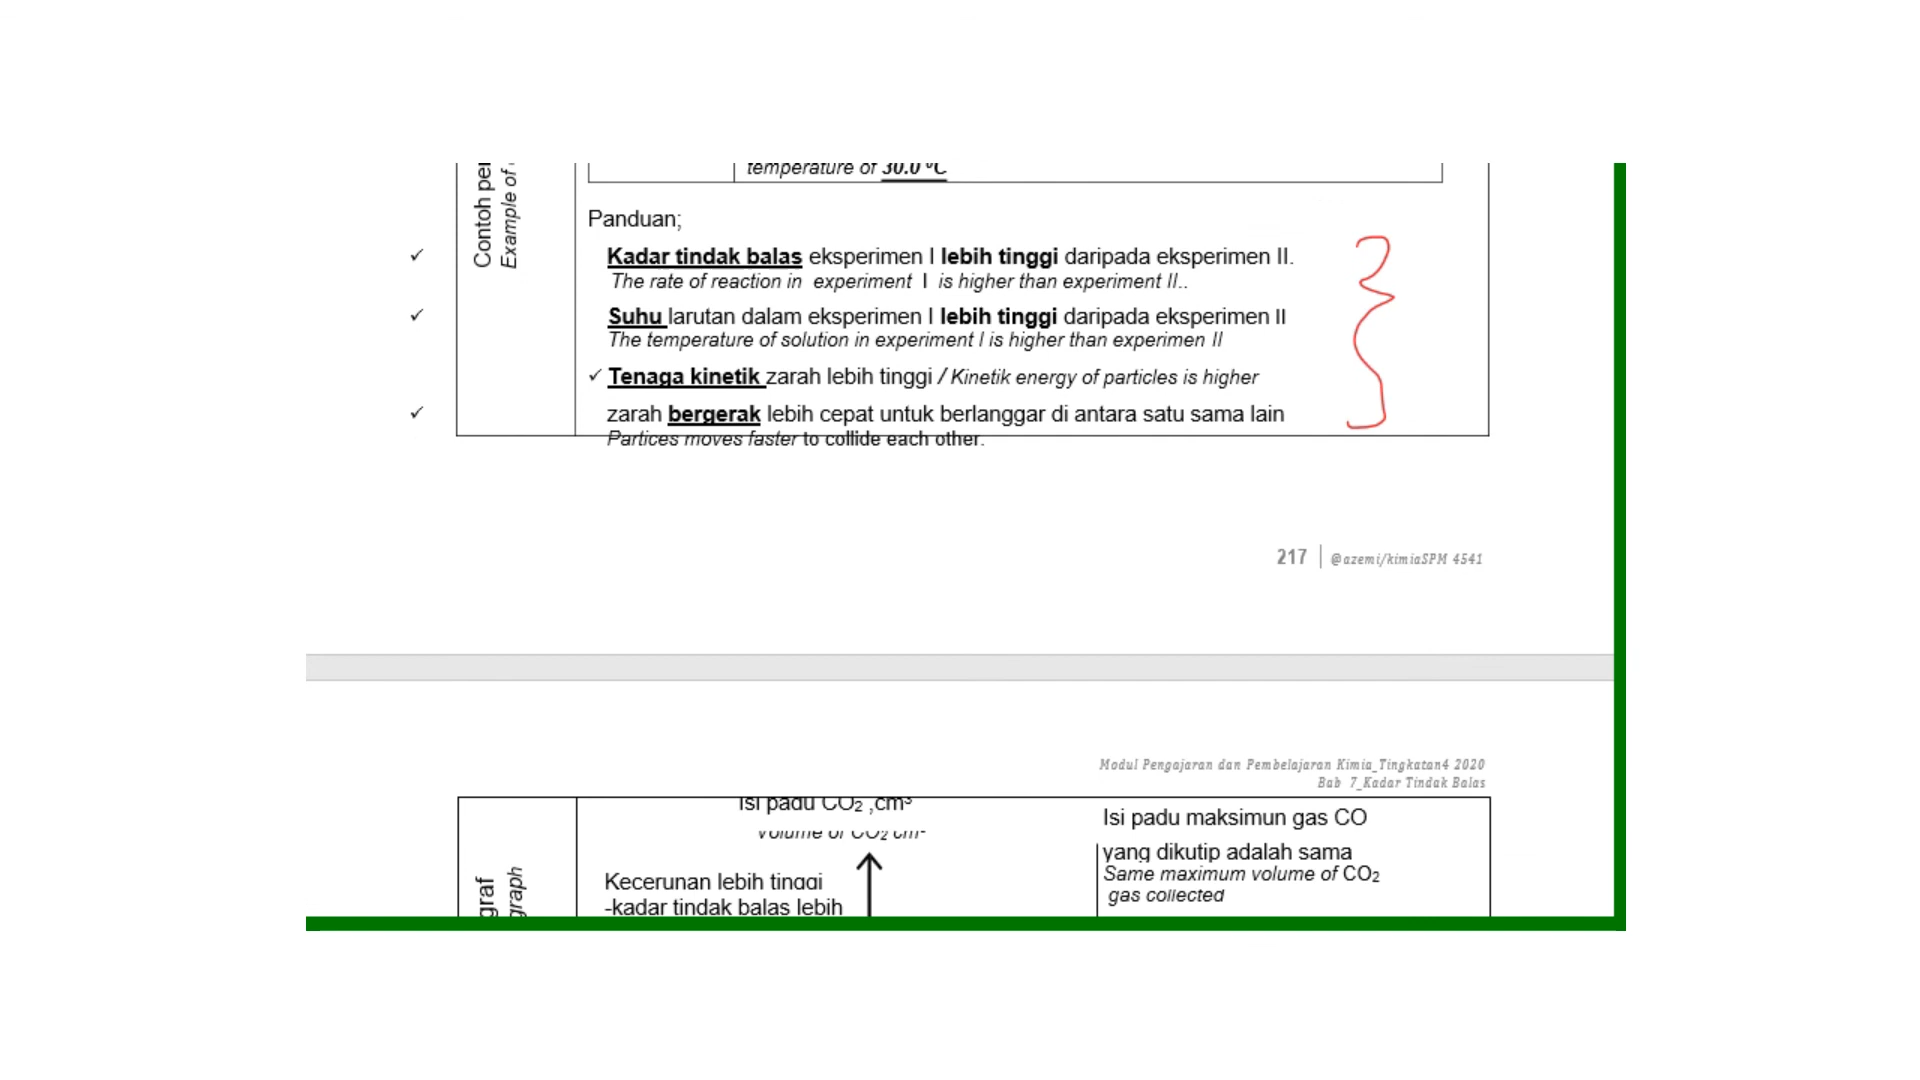 Contoh
Example of
temperature of 30.0 ⁰C
Panduan;
✓ Kadar tindak balas eksperimen I lebih tinggi daripada eksperimen II.
The rate of reaction in experiment I is higher than experiment II..
✓ Suhu larutan dalam eksperimen I lebih tinggi daripada eksperimen II
The temperature of solution in experiment I is higher than experimen II
✓ Tenaga kinetik zarah lebih tinggi / Kinetik energy of particles is higher
✓ zarah bergerak lebih cepat untuk berlanggar di antara satu sama lain
Partices moves faster to collide each other.
217 | @azemi/kimiaSPM 4541
Modul Pengajaran dan Pembelajaran Kimia_Tingkatan4 2020
Bab 7_Kadar Tindak Balas
graf
graph
Isi padu CO₂ ,cm³
Volume of CO₂ cm³
Kecerunan lebih tinggi
-kadar tindak balas lebih
Isi padu maksimun gas CO
yang dikutip adalah sama
Same maximum volume of CO₂
gas collected